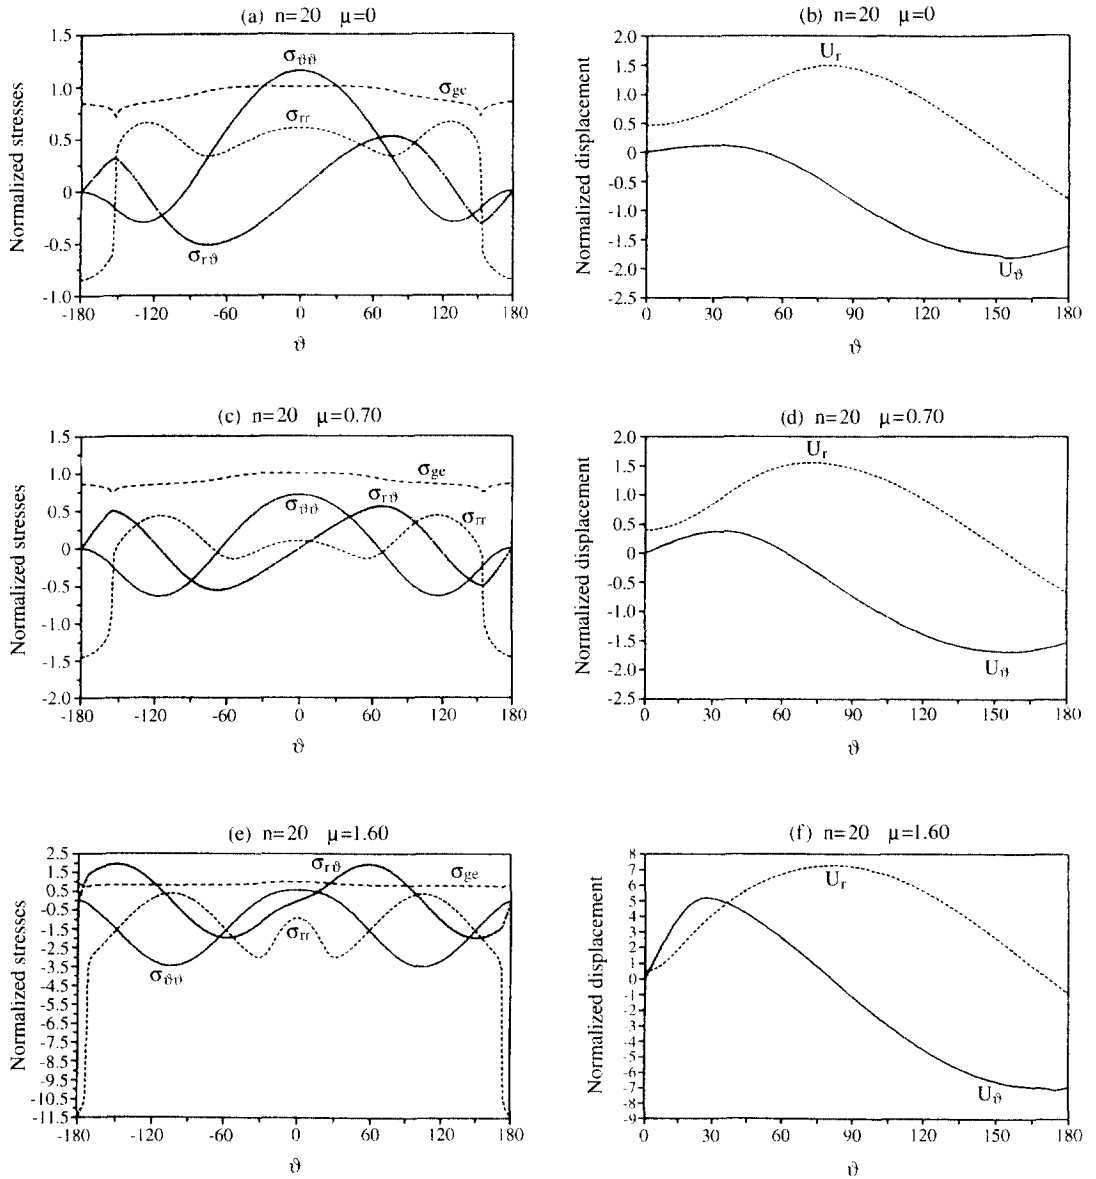 (a) n=20 μ=0
Normalized stresses
1.5
1.0
0.5
0
-0.5
-1.0
σϑϑ
σge
σrr
σrϑ
-180 -120 -60 0 60 120 180
ϑ
(b) n=20 μ=0
Normalized displacement
2.0
1.5
1.0
0.5
0
-0.5
-1.0
-1.5
-2.0
-2.5
Ur
Uϑ
0 30 60 90 120 150 180
ϑ
(c) n=20 μ=0.70
Normalized stresses
1.5
1.0
0.5
0
-0.5
-1.0
-1.5
-2.0
σge
σϑϑ
σrϑ
σrr
-180 -120 -60 0 60 120 180
ϑ
(d) n=20 μ=0.70
Normalized displacement
2.0
1.5
1.0
0.5
0
-0.5
-1.0
-1.5
-2.0
-2.5
Ur
Uϑ
0 30 60 90 120 150 180
ϑ
(e) n=20 μ=1.60
Normalized stresses
2.5
1.5
0.5
-0.5
-1.5
-2.5
-3.5
-4.5
-5.5
-6.5
-7.5
-8.5
-9.5
-10.5
-11.5
σrϑ
σge
σrr
σϑϑ
-180 -120 -60 0 60 120 180
ϑ
(f) n=20 μ=1.60
Normalized displacement
8
7
6
5
4
3
2
1
0
-1
-2
-3
-4
-5
-6
-7
-8
-9
Ur
Uϑ
0 30 60 90 120 150 180
ϑ